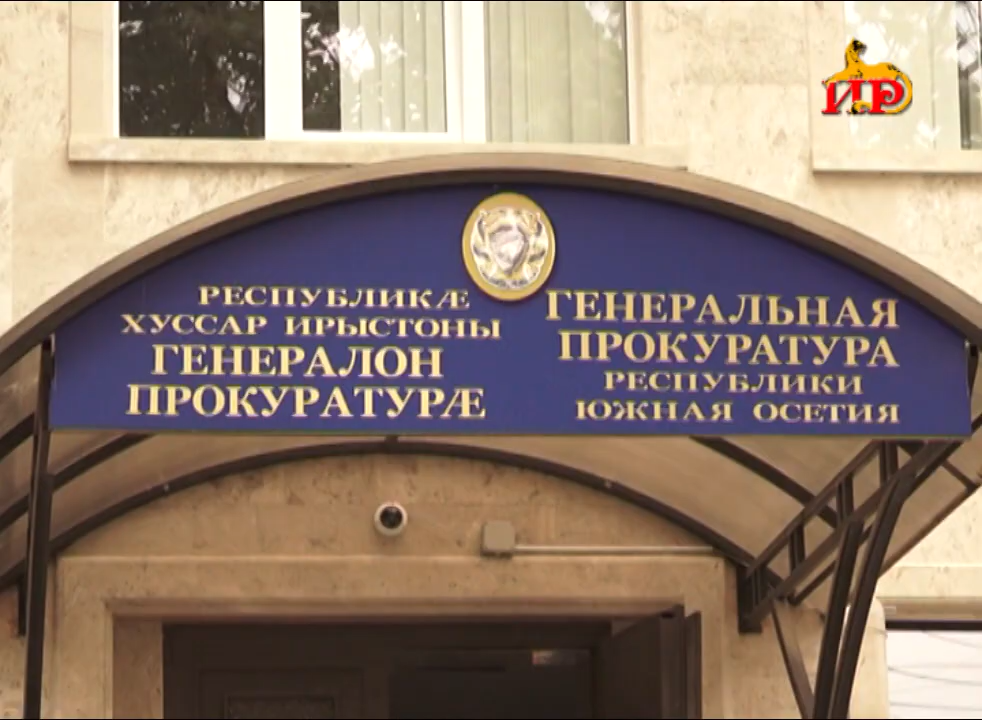 ИР
РЕСПУБЛИКӔ
ХУССАР ИРЫСТОНЫ
ГЕНЕРАЛОН
ПРОКУРАТУРӔ
ГЕНЕРАЛЬНАЯ
ПРОКУРАТУРА
РЕСПУБЛИКИ
ЮЖНАЯ ОСЕТИЯ